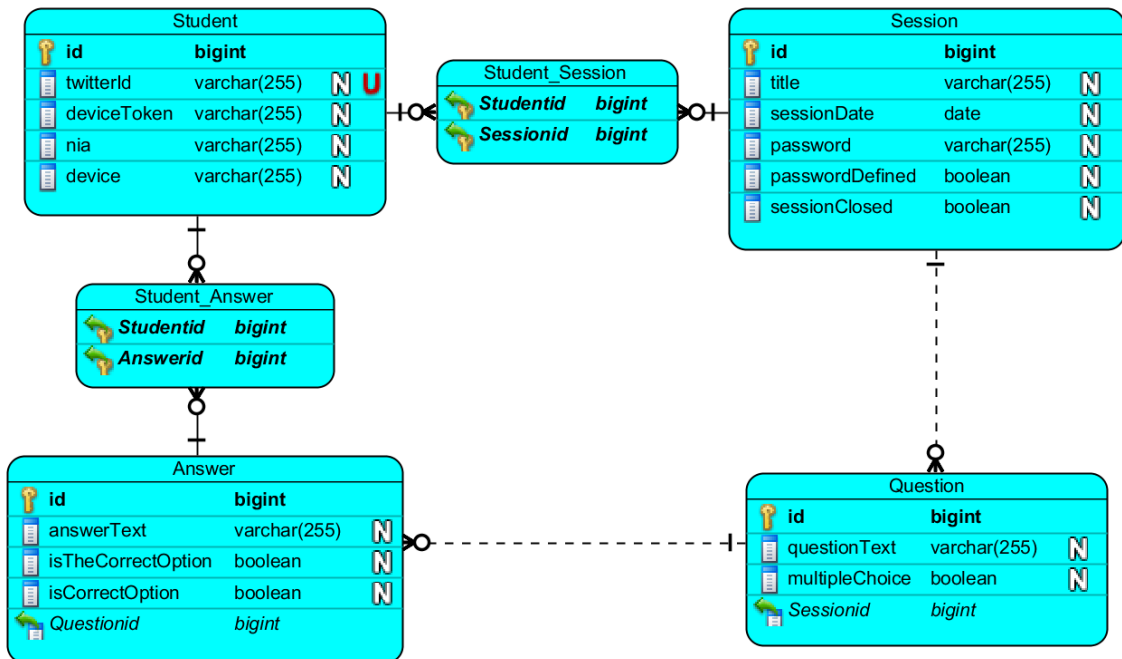 Student
id bigint
twitterId varchar(255) N U
deviceToken varchar(255) N
nia varchar(255) N
device varchar(255) N
Student_Session
Studentid bigint
Sessionid bigint
Session
id bigint
title varchar(255) N
sessionDate date N
password varchar(255) N
passwordDefined boolean N
sessionClosed boolean N
Student_Answer
Studentid bigint
Answerid bigint
Answer
id bigint
answerText varchar(255) N
isTheCorrectOption boolean N
isCorrectOption boolean N
Questionid bigint
Question
id bigint
questionText varchar(255) N
multipleChoice boolean N
Sessionid bigint